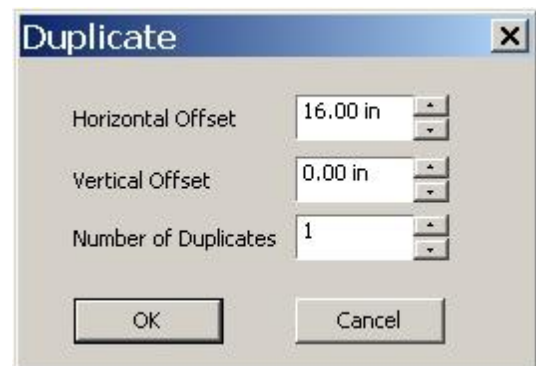 Duplicate
Horizontal Offset 16.00 in
Vertical Offset 0.00 in
Number of Duplicates 1
OK Cancel